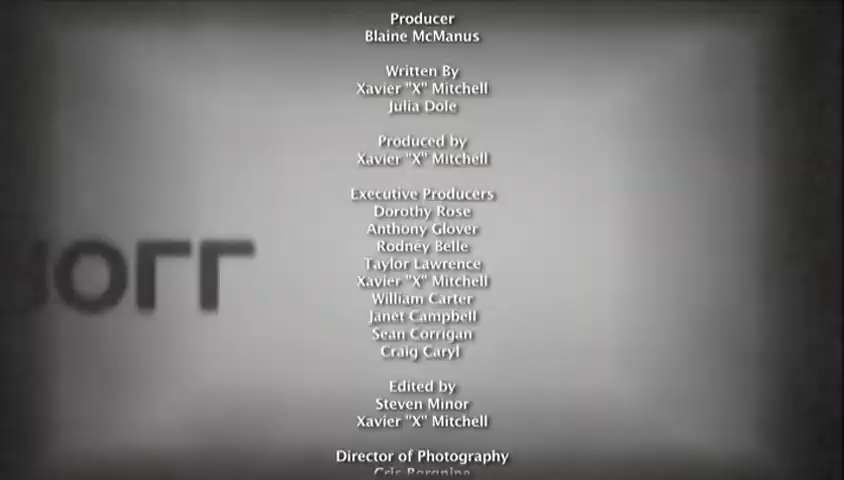 Producer
Blaine McManus
Written By
Xavier "X" Mitchell
Julia Dole
Produced by
Xavier "X" Mitchell
Executive Producers
Dorothy Rose
Anthony Glover
Rodney Belle
Taylor Lawrence
Xavier "X" Mitchell
William Carter
Janet Campbell
Sean Corrigan
Craig Caryl
Edited by
Steven Minor
Xavier "X" Mitchell
Director of Photography